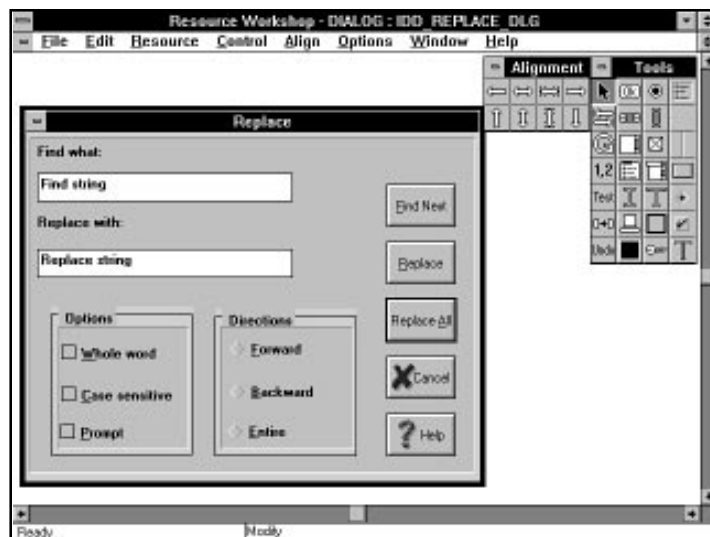 Resource Workshop - DIALOG : IDD_REPLACE_DLG
File Edit Resource Control Align Options Window Help
Alignment
Tools
Replace
Find what:
Find string
Replace with:
Replace string
Find Next
Replace
Replace All
Cancel
Help
Options
Whole word
Case sensitive
Prompt
Directions
Forward
Backward
Entire
OK
1,2
Test
Undo
T
Ready
Modify